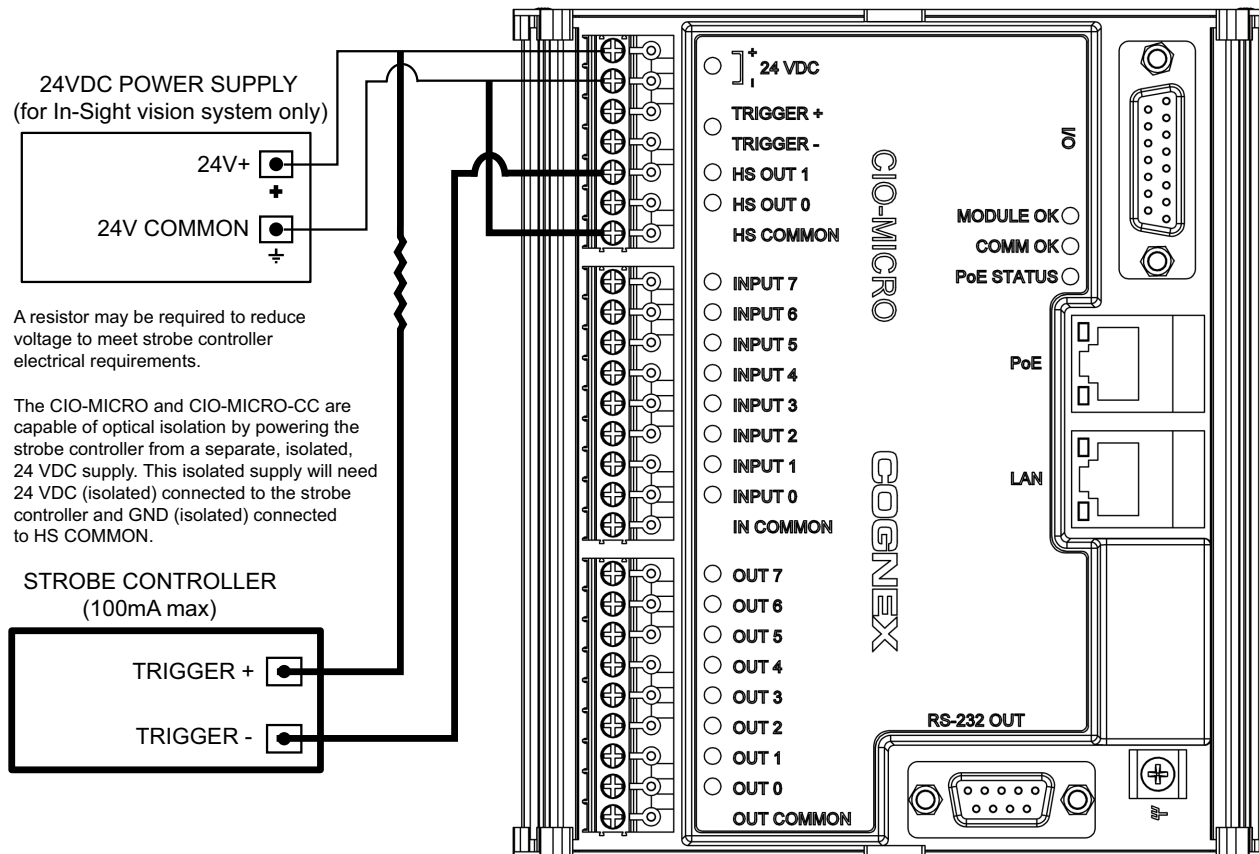 24VDC POWER SUPPLY
(for In-Sight vision system only)
24V+
+
24V COMMON
A resistor may be required to reduce
voltage to meet strobe controller
electrical requirements.
The CIO-MICRO and CIO-MICRO-CC are
capable of optical isolation by powering the
strobe controller from a separate, isolated,
24 VDC supply. This isolated supply will need
24 VDC (isolated) connected to the strobe
controller and GND (isolated) connected
to HS COMMON.
STROBE CONTROLLER
(100mA max)
TRIGGER +
TRIGGER -
+
-
24 VDC
TRIGGER +
TRIGGER -
HS OUT 1
HS OUT 0
HS COMMON
INPUT 7
INPUT 6
INPUT 5
INPUT 4
INPUT 3
INPUT 2
INPUT 1
INPUT 0
IN COMMON
OUT 7
OUT 6
OUT 5
OUT 4
OUT 3
OUT 2
OUT 1
OUT 0
OUT COMMON
CIO-MICRO
COGNEX
I/O
MODULE OK
COMM OK
PoE STATUS
PoE
LAN
RS-232 OUT